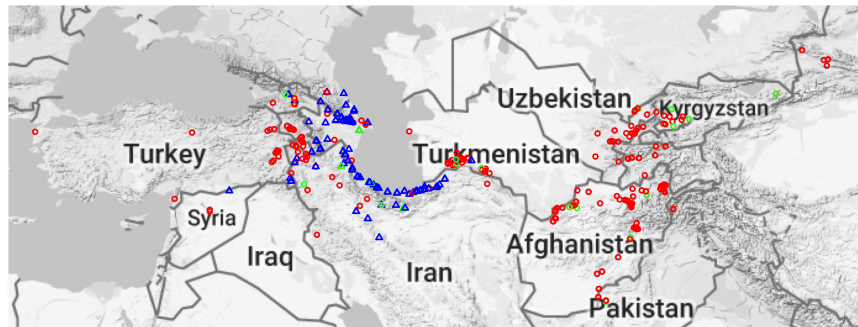 Uzbekistan
Kyrgyzstan
Turkey
Turkmenistan
Syria
Afghanistan
Iraq
Iran
Pakistan